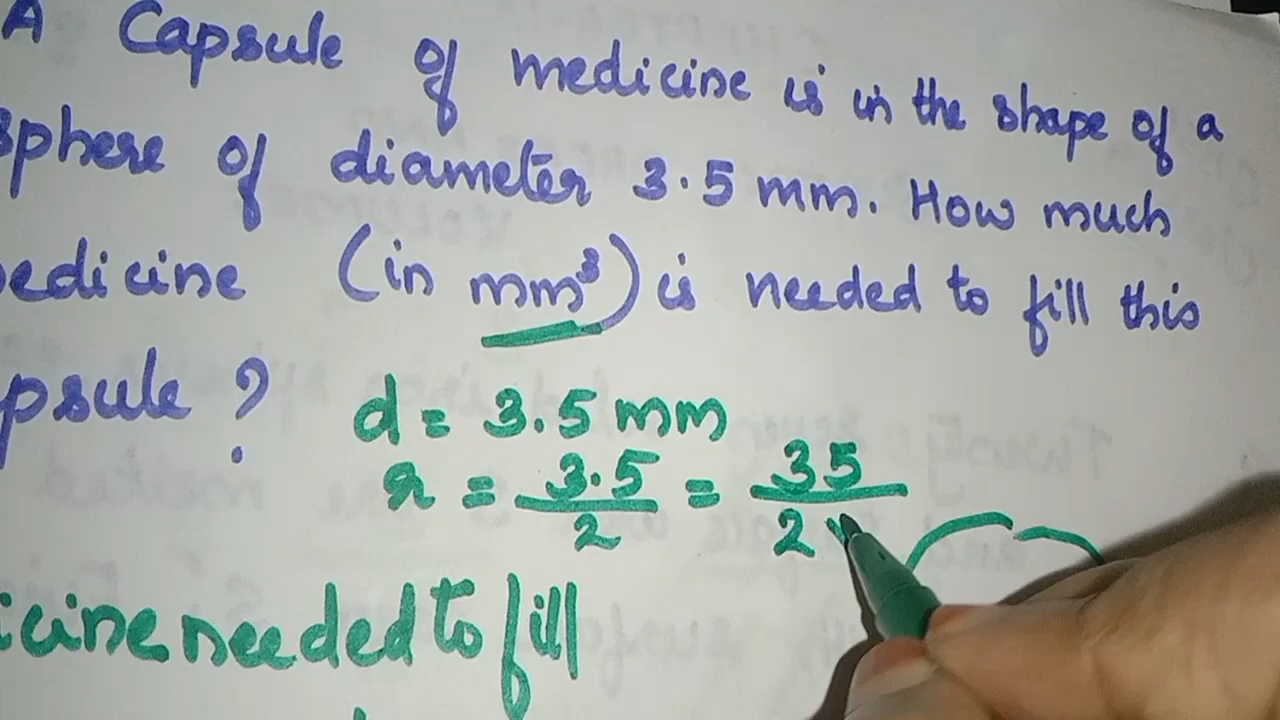 A Capsule of medicine is in the shape of a
sphere of diameter 3.5 mm. How much
medicine (in mm³) is needed to fill this
psule ?
d = 3.5 mm
r = 3.5/2 = 35/2
icine needed to fill